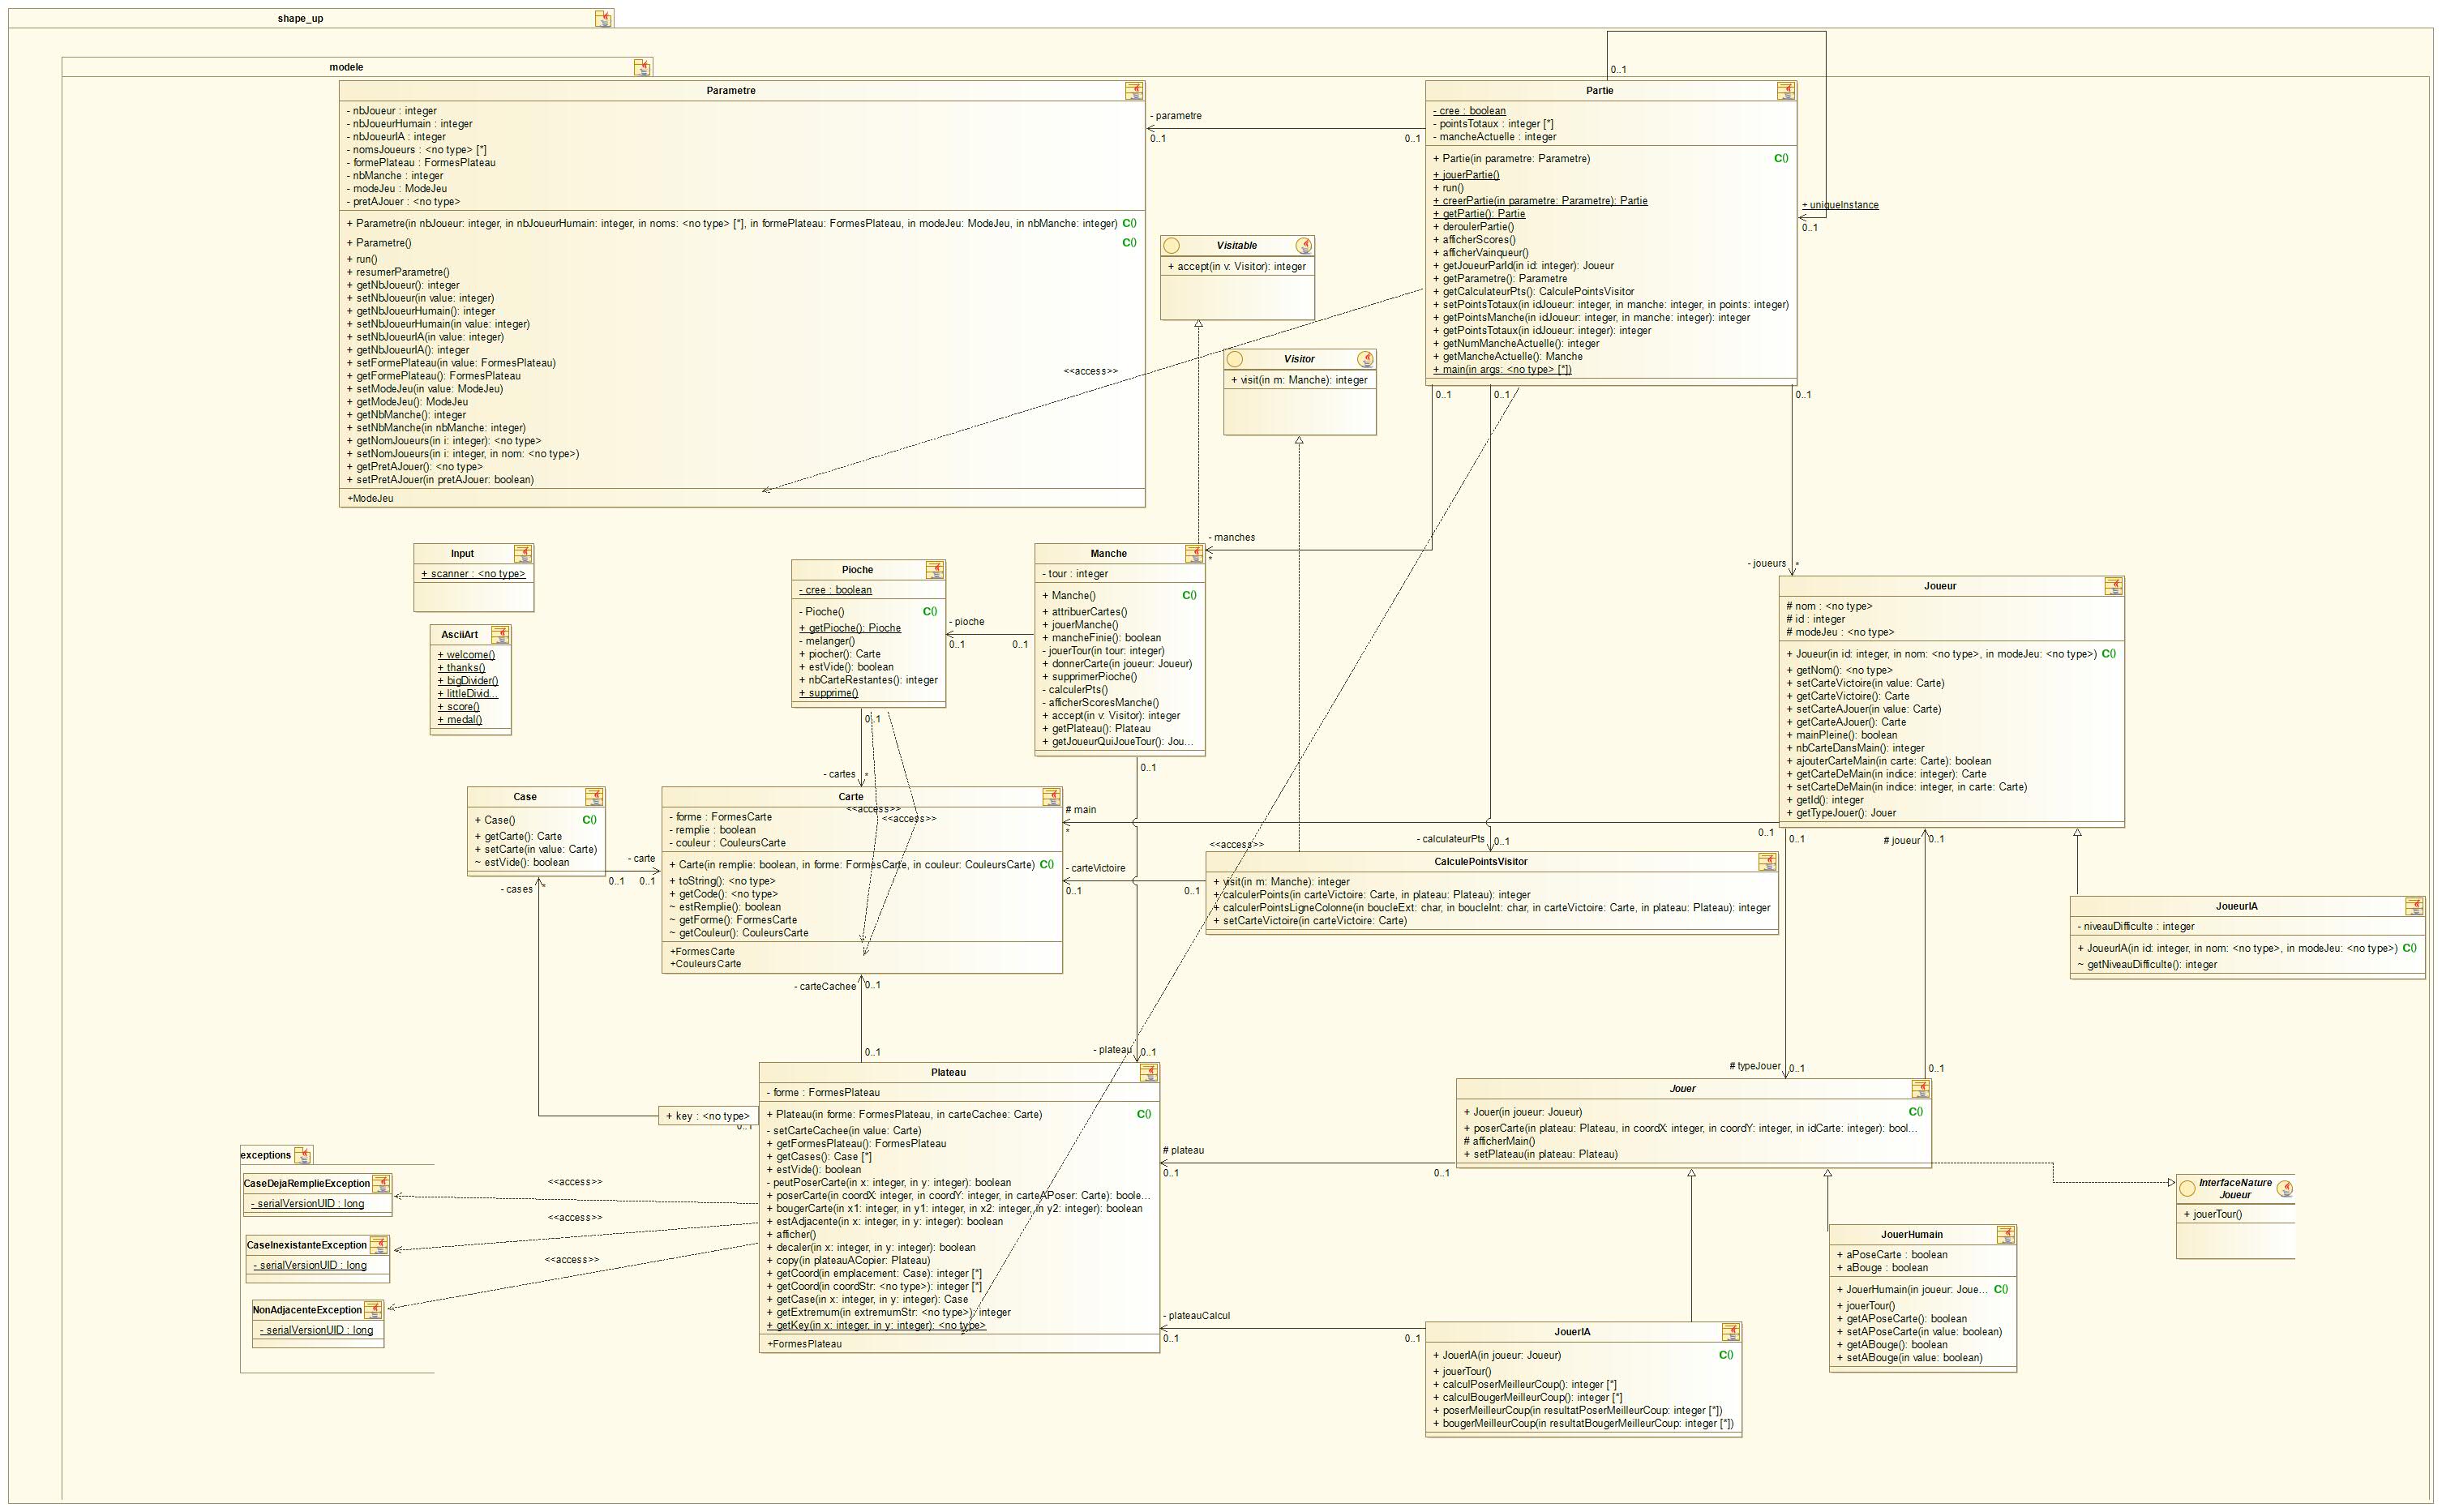 shape_up
modele
Parametre
- nbJoueur : integer
- nbJoueurHumain : integer
- nbJoueurIA : integer
- nomsJoueurs : <no type> [*]
- formePlateau : FormesPlateau
- nbManche : integer
- modeJeu : ModeJeu
- pretAJouer : <no type>
+ Parametre(in nbJoueur: integer, in nbJoueurHumain: integer, in noms: <no type> [*], in formePlateau: FormesPlateau, in modeJeu: ModeJeu, in nbManche: integer) C()
+ Parametre() C()
+ run()
+ resumerParametre()
+ getNbJoueur(): integer
+ setNbJoueur(in value: integer)
+ getNbJoueurHumain(): integer
+ setNbJoueurHumain(in value: integer)
+ setNbJoueurIA(in value: integer)
+ getNbJoueurIA(): integer
+ setFormePlateau(in value: FormesPlateau)
+ getFormePlateau(): FormesPlateau
+ setModeJeu(in value: ModeJeu)
+ getModeJeu(): ModeJeu
+ getNbManche(): integer
+ setNbManche(in nbManche: integer)
+ getNomJoueurs(in i: integer): <no type>
+ setNomJoueurs(in i: integer, in nom: <no type>)
+ getPretAJouer(): <no type>
+ setPretAJouer(in pretAJouer: boolean)
+ModeJeu
- parametre
0..1
0..1
0..1
Partie
- cree : boolean
- pointsTotaux : integer [*]
- mancheActuelle : integer
+ Partie(in parametre: Parametre) C()
+ jouerPartie()
+ run()
+ creerPartie(in parametre: Parametre): Partie
+ getPartie(): Partie
+ deroulerPartie()
+ afficherScores()
+ afficherVainqueur()
+ getJoueurParId(in id: integer): Joueur
+ getParametre(): Parametre
+ getCalculateurPts(): CalculePointsVisitor
+ setPointsTotaux(in idJoueur: integer, in manche: integer, in points: integer)
+ getPointsManche(in idJoueur: integer, in manche: integer): integer
+ getPointsTotaux(in idJoueur: integer): integer
+ getNumMancheActuelle(): integer
+ getMancheActuelle(): Manche
+ main(in args: <no type> [*])
+ uniqueInstance
0..1
Visitable
+ accept(in v: Visitor): integer
Visitor
+ visit(in m: Manche): integer
<<access>>
0..1
0..1
0..1
Input
+ scanner : <no type>
AsciiArt
+ welcome()
+ thanks()
+ bigDivider()
+ littleDivid...
+ score()
+ medal()
Pioche
- cree : boolean
- Pioche() C()
+ getPioche(): Pioche
- melanger()
+ piocher(): Carte
+ estVide(): boolean
+ nbCarteRestantes(): integer
+ supprime()
- pioche
0..1
0..1
- manches
*
Manche
- tour : integer
+ Manche() C()
+ attribuerCartes()
+ jouerManche()
+ mancheFinie(): boolean
- jouerTour(in tour: integer)
+ donnerCarte(in joueur: Joueur)
+ supprimerPioche()
- calculerPts()
- afficherScoresManche()
+ accept(in v: Visitor): integer
+ getPlateau(): Plateau
+ getJoueurQuiJoueTour(): Jou...
- joueurs
*
Joueur
# nom : <no type>
# id : integer
# modeJeu : <no type>
+ Joueur(in id: integer, in nom: <no type>, in modeJeu: <no type>) C()
+ getNom(): <no type>
+ setCarteVictoire(in value: Carte)
+ getCarteVictoire(): Carte
+ setCarteAJouer(in value: Carte)
+ getCarteAJouer(): Carte
+ mainPleine(): boolean
+ nbCarteDansMain(): integer
+ ajouterCarteMain(in carte: Carte): boolean
+ getCarteDeMain(in indice: integer): Carte
+ setCarteDeMain(in indice: integer, in carte: Carte)
+ getId(): integer
+ getTypeJouer(): Jouer
0..1
- cartes
*
0..1
Case
+ Case() C()
+ getCarte(): Carte
+ setCarte(in value: Carte)
~ estVide(): boolean
- carte
0..1
0..1
- cases
*
Carte
- forme : FormesCarte
- remplie : boolean
- couleur : CouleursCarte
+ Carte(in remplie: boolean, in forme: FormesCarte, in couleur: CouleursCarte) C()
+ toString(): <no type>
+ getCode(): <no type>
~ estRemplie(): boolean
~ getForme(): FormesCarte
~ getCouleur(): CouleursCarte
+FormesCarte
+CouleursCarte
<<access>>
<<access>>
# main
*
0..1
- carteVictoire
0..1
0..1
- calculateurPts
0..1
<<access>>
CalculePointsVisitor
+ visit(in m: Manche): integer
+ calculerPoints(in carteVictoire: Carte, in plateau: Plateau): integer
+ calculerPointsLigneColonne(in boucleExt: char, in boucleInt: char, in carteVictoire: Carte, in plateau: Plateau): integer
+ setCarteVictoire(in carteVictoire: Carte)
0..1
# joueur
0..1
JoueurIA
- niveauDifficulte : integer
+ JoueurIA(in id: integer, in nom: <no type>, in modeJeu: <no type>) C()
~ getNiveauDifficulte(): integer
- carteCachee
0..1
0..1
- plateau
0..1
# typeJouer
0..1
0..1
+ key : <no type>
0..1
Plateau
- forme : FormesPlateau
+ Plateau(in forme: FormesPlateau, in carteCachee: Carte) C()
- setCarteCachee(in value: Carte)
+ getFormesPlateau(): FormesPlateau
+ getCases(): Case [*]
+ estVide(): boolean
- peutPoserCarte(in x: integer, in y: integer): boolean
+ poserCarte(in coordX: integer, in coordY: integer, in carteAPoser: Carte): boole...
+ bougerCarte(in x1: integer, in y1: integer, in x2: integer, in y2: integer): boolean
+ estAdjacente(in x: integer, in y: integer): boolean
+ afficher()
+ decaler(in x: integer, in y: integer): boolean
+ copy(in plateauACopier: Plateau)
+ getCoord(in emplacement: Case): integer [*]
+ getCoord(in coordStr: <no type>): integer [*]
+ getCase(in x: integer, in y: integer): Case
+ getExtremum(in extremumStr: <no type>): integer
+ getKey(in x: integer, in y: integer): <no type>
+FormesPlateau
Jouer
+ Jouer(in joueur: Joueur) C()
+ poserCarte(in plateau: Plateau, in coordX: integer, in coordY: integer, in idCarte: integer): bool...
# afficherMain()
+ setPlateau(in plateau: Plateau)
# plateau
0..1
0..1
exceptions
CaseDejaRemplieException
- serialVersionUID : long
CaseInexistanteException
- serialVersionUID : long
NonAdjacenteException
- serialVersionUID : long
<<access>>
<<access>>
<<access>>
InterfaceNature
Joueur
+ jouerTour()
JouerHumain
+ aPoseCarte : boolean
+ aBouge : boolean
+ JouerHumain(in joueur: Joue... C()
+ jouerTour()
+ getAPoseCarte(): boolean
+ setAPoseCarte(in value: boolean)
+ getABouge(): boolean
+ setABouge(in value: boolean)
- plateauCalcul
0..1
0..1
JouerIA
+ JouerIA(in joueur: Joueur) C()
+ jouerTour()
+ calculPoserMeilleurCoup(): integer [*]
+ calculBougerMeilleurCoup(): integer [*]
+ poserMeilleurCoup(in resultatPoserMeilleurCoup: integer [*])
+ bougerMeilleurCoup(in resultatBougerMeilleurCoup: integer [*])